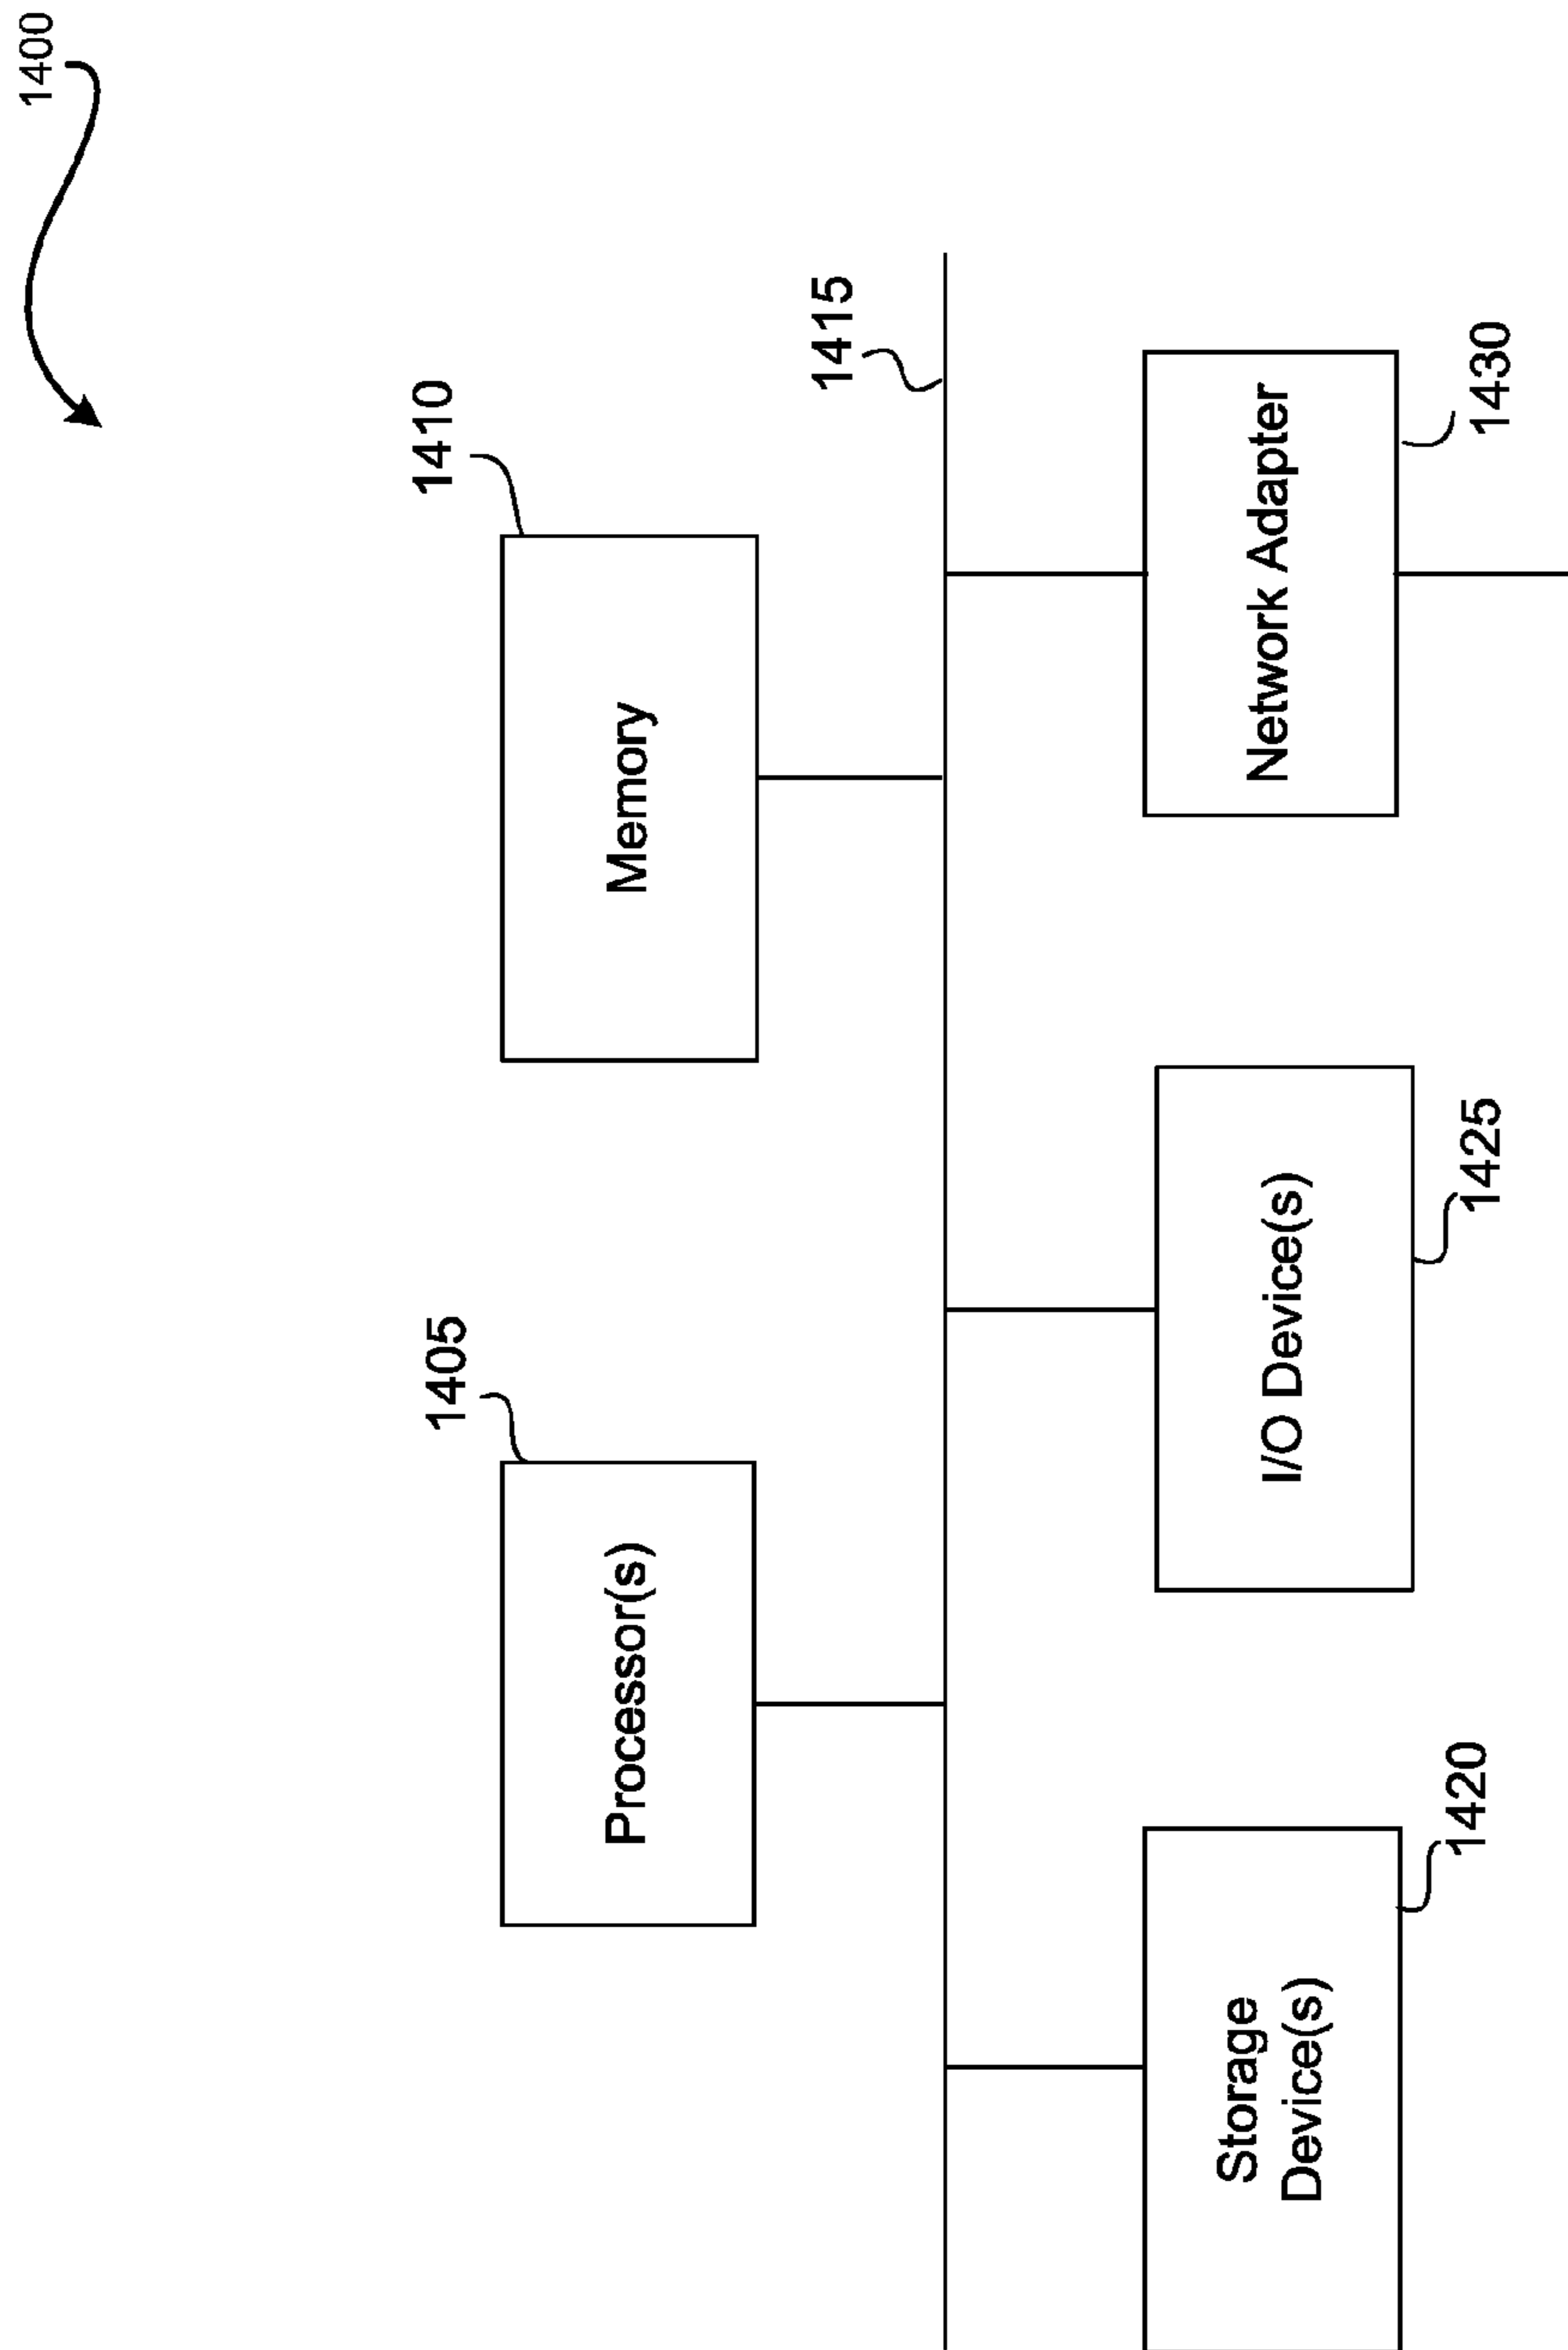 1400
1405
Processor(s)
1410
Memory
1415
Storage
Device(s)
1420
I/O Device(s)
1425
Network Adapter
1430